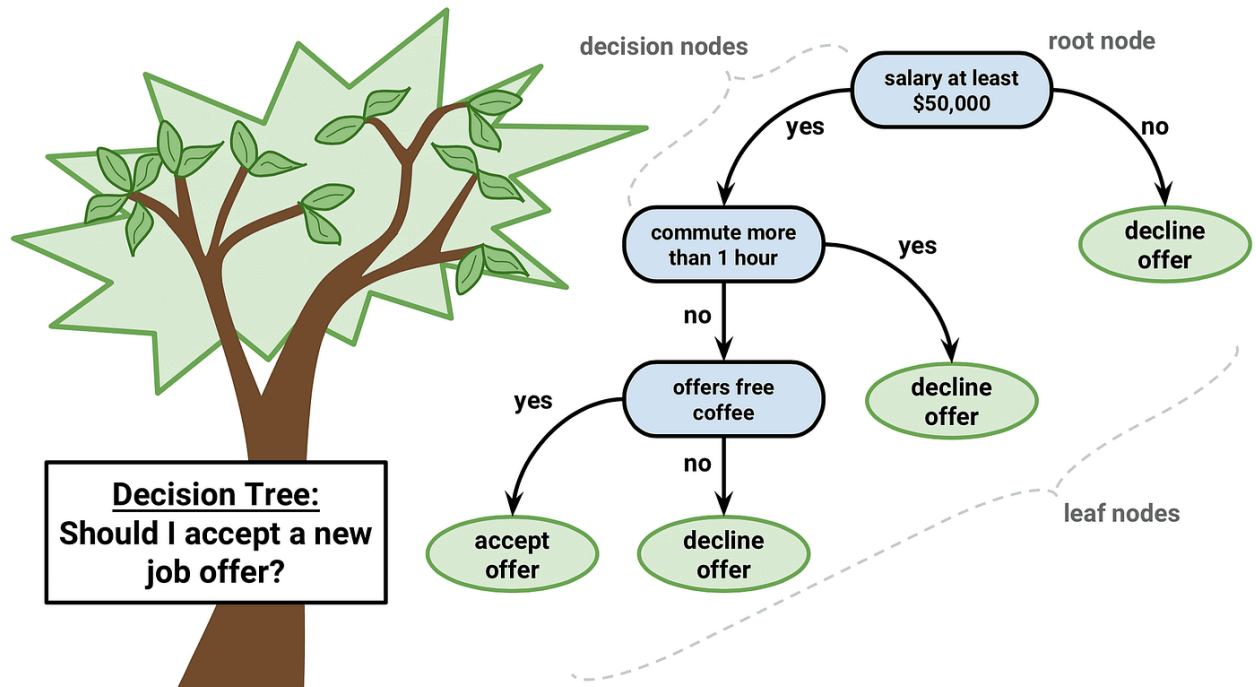 decision nodes
root node
salary at least
$50,000
yes
no
commute more
than 1 hour
yes
decline
offer
no
offers free
coffee
decline
offer
yes
no
leaf nodes
accept
offer
decline
offer
Decision Tree:
Should I accept a new
job offer?